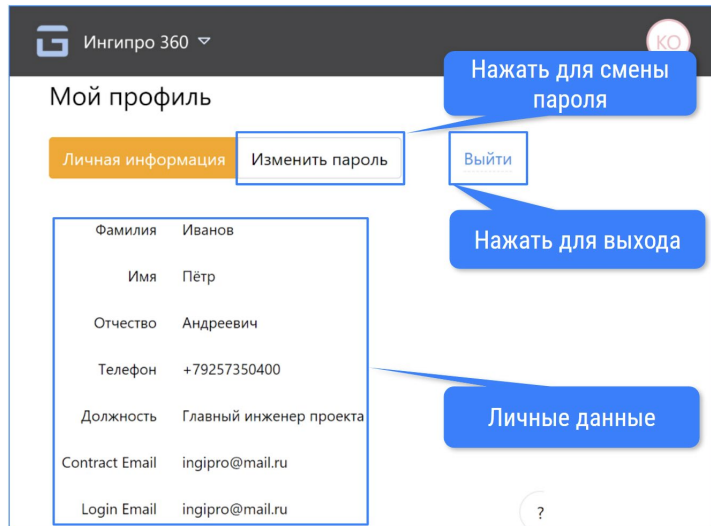 Ингипро 360
КО
Нажать для смены
пароля
Мой профиль
Личная информация
Изменить пароль
Выйти
Нажать для выхода
Фамилия Иванов
Имя Пётр
Отчество Андреевич
Телефон +79257350400
Должность Главный инженер проекта
Личные данные
Contract Email ingipro@mail.ru
Login Email ingipro@mail.ru
?